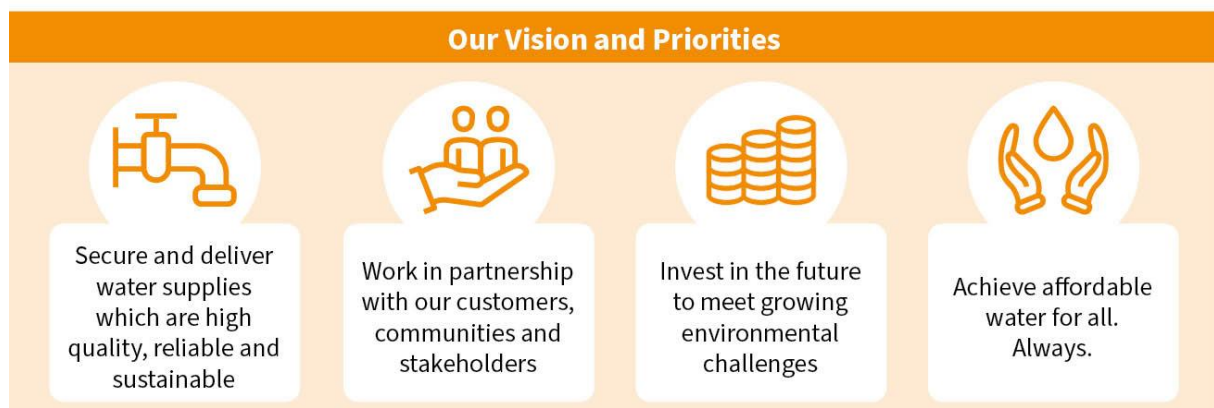 Our Vision and Priorities
Secure and deliver
water supplies
which are high
quality, reliable and
sustainable
Work in partnership
with our customers,
communities and
stakeholders
Invest in the future
to meet growing
environmental
challenges
Achieve affordable
water for all.
Always.